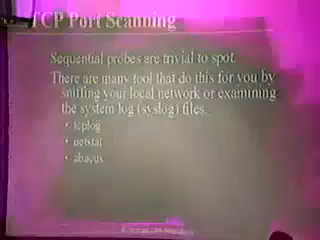 TCP Port Scanning
Sequential probes are trivial to spot.
There are many tool that do this for you by
sniffing your local network or examining
the system log (syslog) files.
• tcplog
• netstat
• abacus